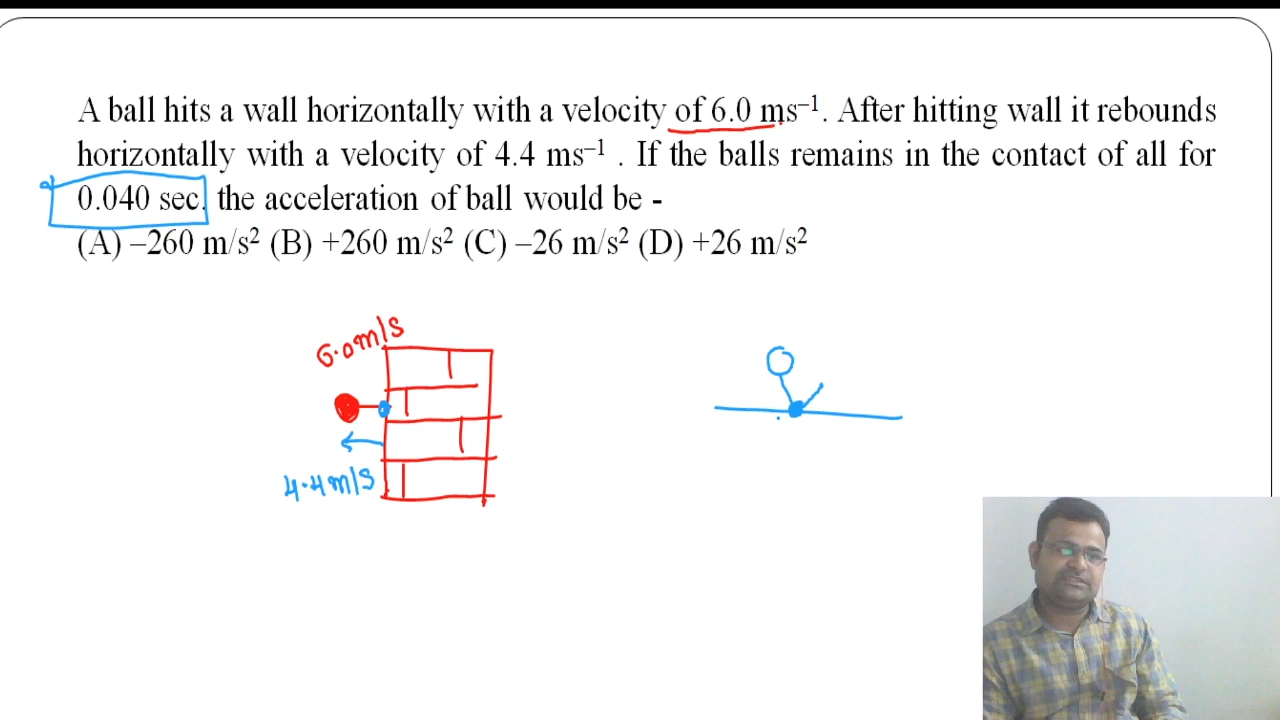 A ball hits a wall horizontally with a velocity of 6.0 ms⁻¹. After hitting wall it rebounds
horizontally with a velocity of 4.4 ms⁻¹ . If the balls remains in the contact of all for
0.040 sec. the acceleration of ball would be -
(A) –260 m/s² (B) +260 m/s² (C) –26 m/s² (D) +26 m/s²
6.0m/s
4.4m/s